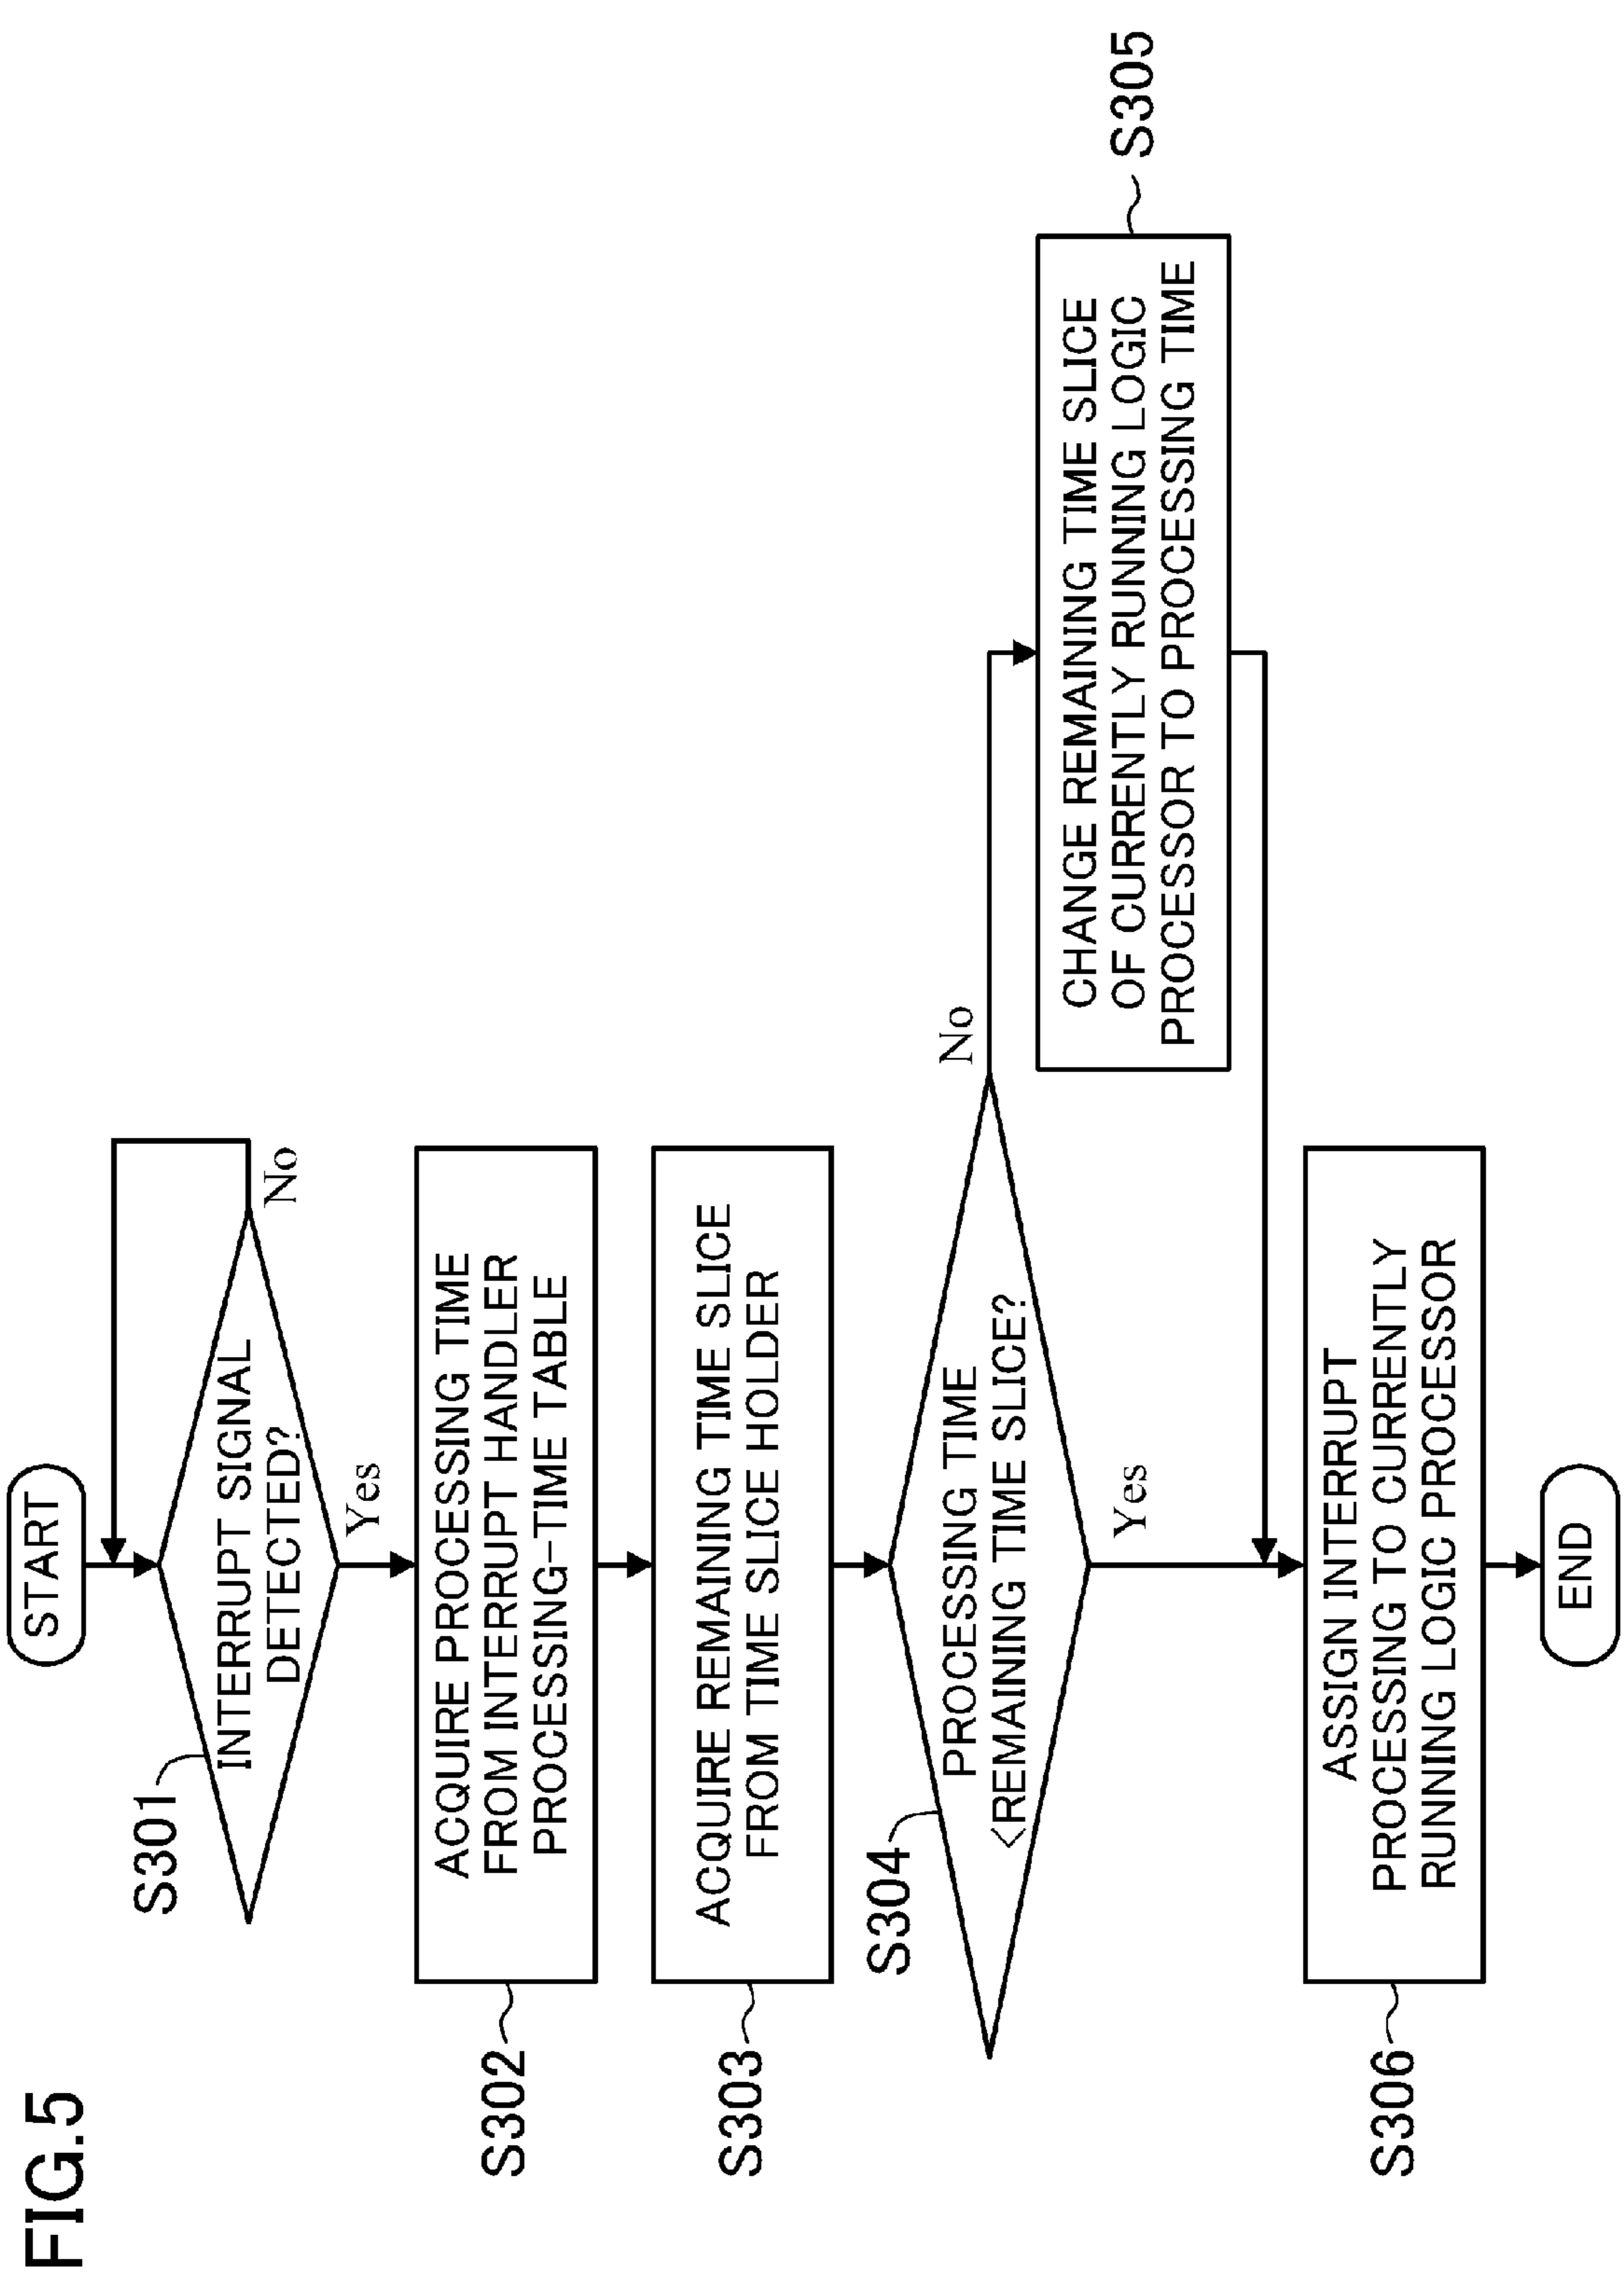 FIG.5
START
S301
INTERRUPT SIGNAL
DETECTED?
No
Yes
S302
ACQUIRE PROCESSING TIME
FROM INTERRUPT HANDLER
PROCESSING-TIME TABLE
S303
ACQUIRE REMAINING TIME SLICE
FROM TIME SLICE HOLDER
S304
PROCESSING TIME
<REMAINING TIME SLICE?
No
Yes
CHANGE REMAINING TIME SLICE
OF CURRENTLY RUNNING LOGIC
PROCESSOR TO PROCESSING TIME
S305
S306
ASSIGN INTERRUPT
PROCESSING TO CURRENTLY
RUNNING LOGIC PROCESSOR
END